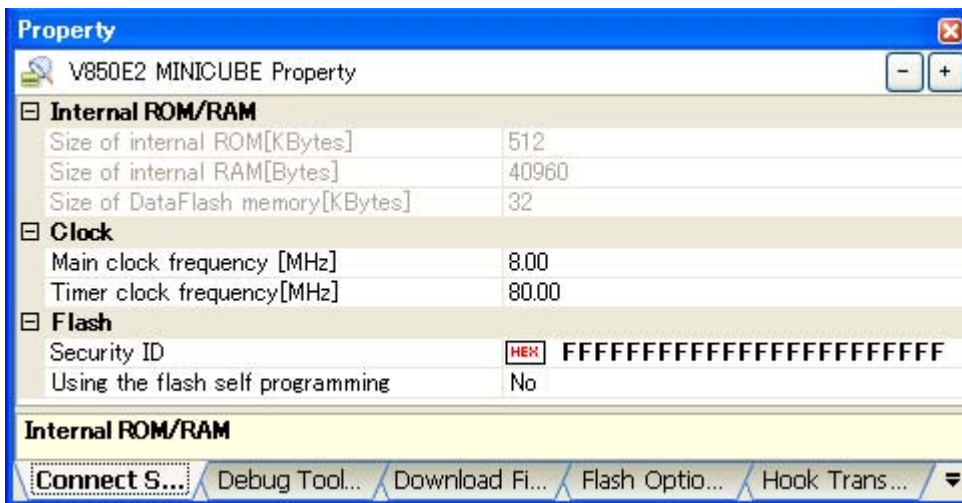 Property
V850E2 MINICUBE Property
- +
Internal ROM/RAM
Size of internal ROM[KBytes] 512
Size of internal RAM[Bytes] 40960
Size of DataFlash memory[KBytes] 32
Clock
Main clock frequency [MHz] 8.00
Timer clock frequency[MHz] 80.00
Flash
Security ID HEX FFFFFFFFFFFFFFFFFFFFFFFF
Using the flash self programming No
Internal ROM/RAM
Connect S... Debug Tool... Download Fi... Flash Optio... Hook Trans...